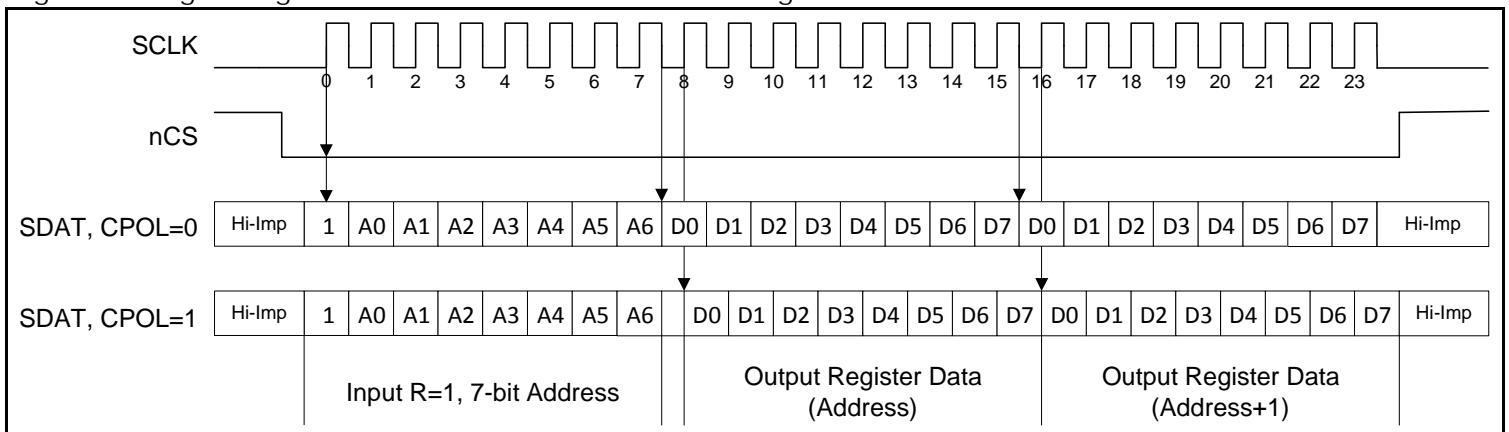 SCLK
0 1 2 3 4 5 6 7 8 9 10 11 12 13 14 15 16 17 18 19 20 21 22 23
nCS
SDAT, CPOL=0 Hi-Imp 1 A0 A1 A2 A3 A4 A5 A6 D0 D1 D2 D3 D4 D5 D6 D7 D0 D1 D2 D3 D4 D5 D6 D7 Hi-Imp
SDAT, CPOL=1 Hi-Imp 1 A0 A1 A2 A3 A4 A5 A6 D0 D1 D2 D3 D4 D5 D6 D7 D0 D1 D2 D3 D4 D5 D6 D7 Hi-Imp
Input R=1, 7-bit Address
Output Register Data
(Address)
Output Register Data
(Address+1)